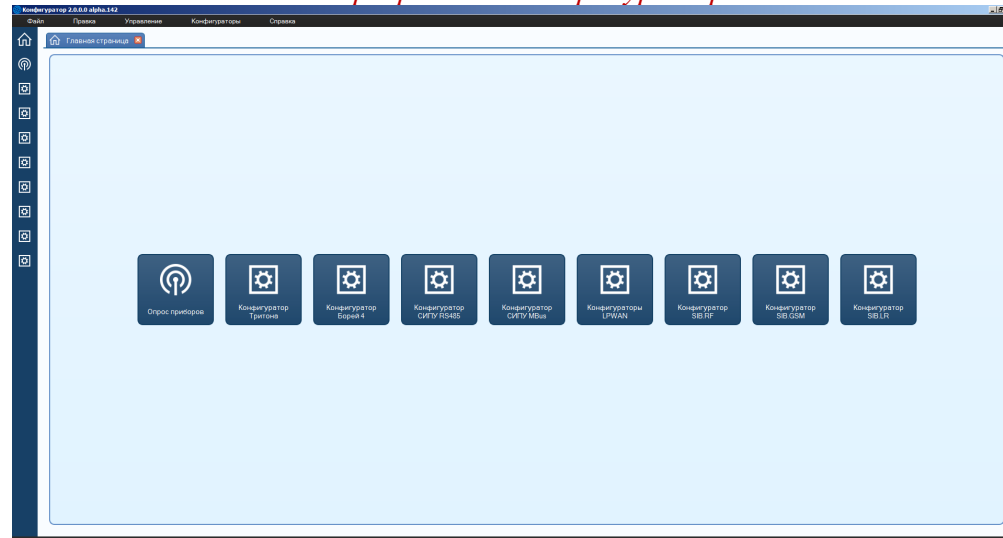 Конфигуратор 2.0.0.0 alpha.142
Файл Правка Управление Конфигураторы Справка
Главная страница
Опрос приборов
Конфигуратор
Тритона
Конфигуратор
Борей 4
Конфигуратор
СИПУ RS485
Конфигуратор
СИПУ MBus
Конфигураторы
LPWAN
Конфигуратор
SIB.RF
Конфигуратор
SIB.GSM
Конфигуратор
SIB.LR